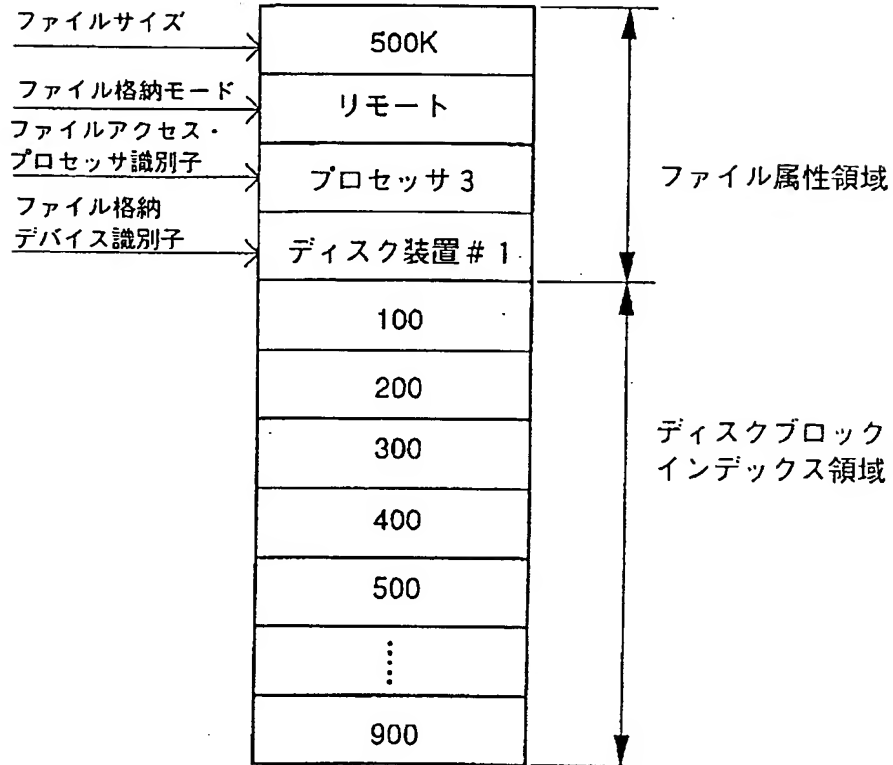 ファイルサイズ
500K
ファイル格納モード
リモート
ファイルアクセス・
プロセッサ識別子
プロセッサ3
ファイル格納
デバイス識別子
ディスク装置#1
ファイル属性領域
100
200
300
400
500
⋮
900
ディスクブロック
インデックス領域